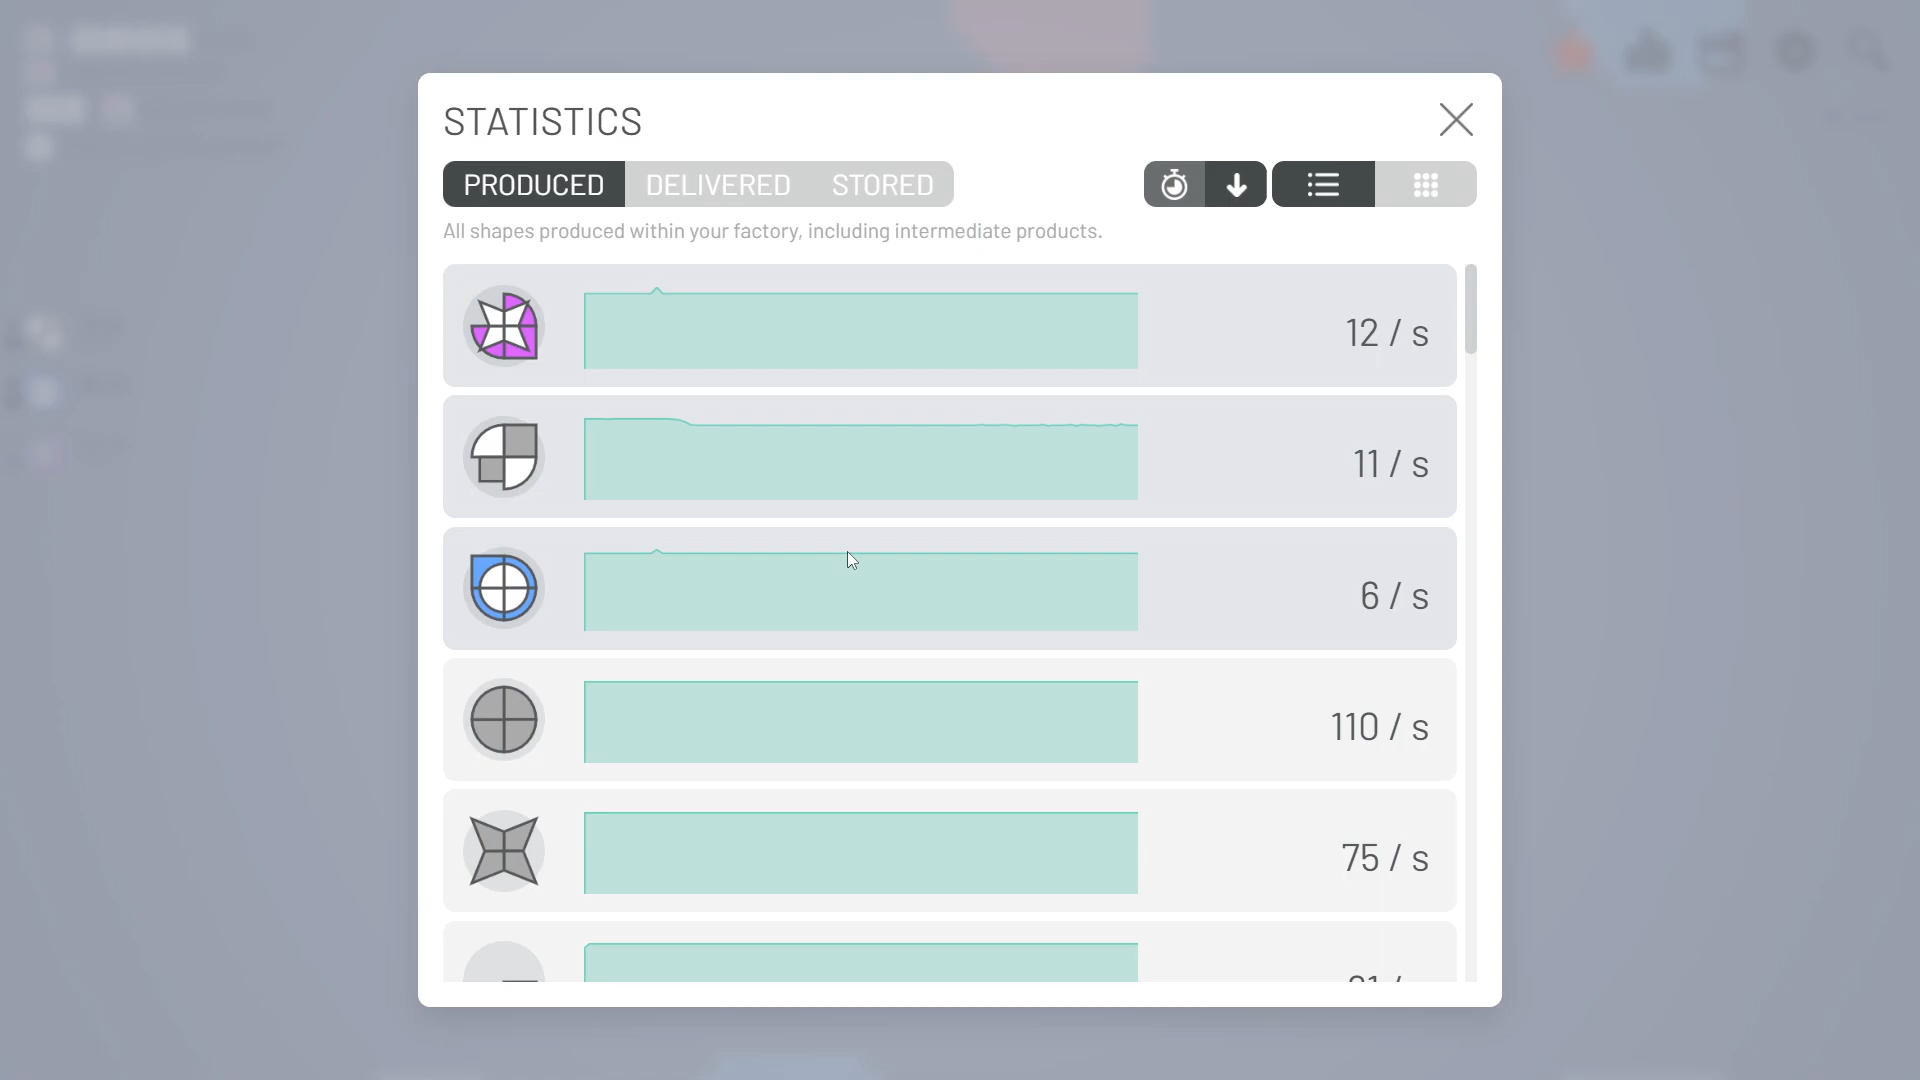 STATISTICS
PRODUCED DELIVERED STORED
All shapes produced within your factory, including intermediate products.
12 / s
11 / s
6 / s
110 / s
75 / s